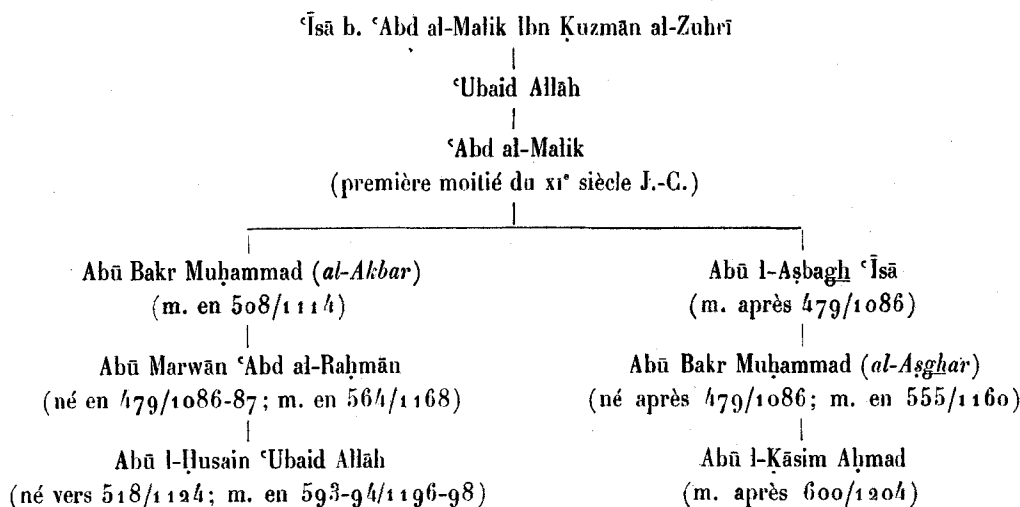 ʿĪsā b. ʿAbd al-Malik Ibn Ḳuzmān al-Zuhrī
ʿUbaid Allāh
ʿAbd al-Malik
(première moitié du xıᵉ siècle J.-C.)
Abū Bakr Muḥammad (al-Akbar)
(m. en 508/1114)
Abū Marwān ʿAbd al-Raḥmān
(né en 479/1086-87; m. en 564/1168)
Abū l-Ḥusain ʿUbaid Allāh
(né vers 518/1124; m. en 593-94/1196-98)
Abū l-Aṣbagh ʿĪsā
(m. après 479/1086)
Abū Bakr Muḥammad (al-Aṣghar)
(né après 479/1086; m. en 555/1160)
Abū l-Ḳāsim Aḥmad
(m. après 600/1204)